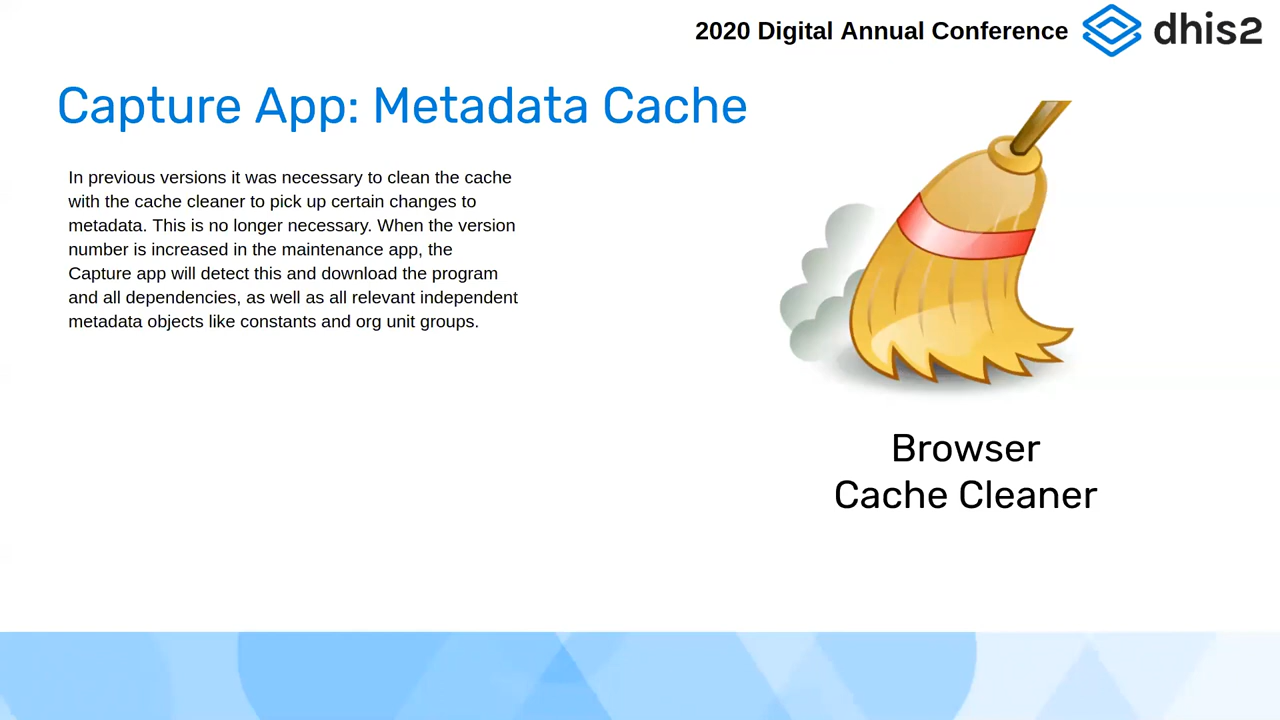 2020 Digital Annual Conference
dhis2
Capture App: Metadata Cache
In previous versions it was necessary to clean the cache
with the cache cleaner to pick up certain changes to
metadata. This is no longer necessary. When the version
number is increased in the maintenance app, the
Capture app will detect this and download the program
and all dependencies, as well as all relevant independent
metadata objects like constants and org unit groups.
Browser
Cache Cleaner